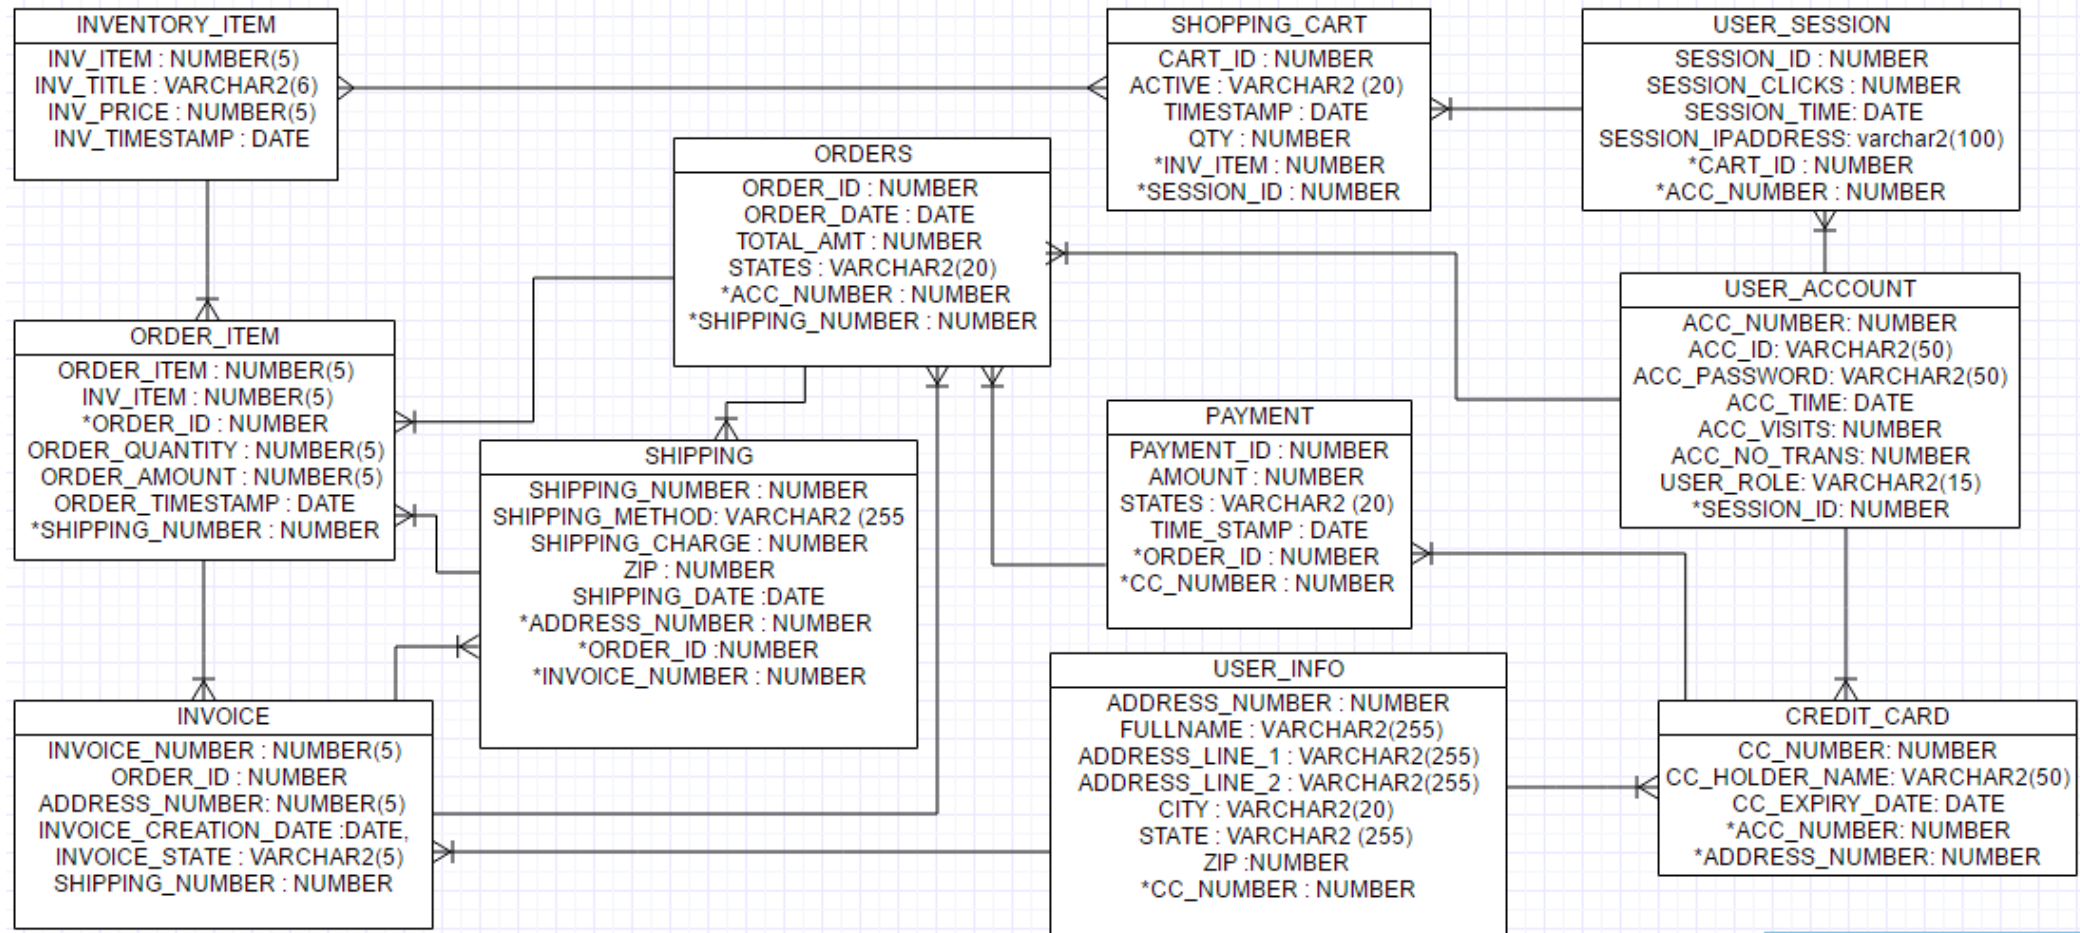 INVENTORY_ITEM
INV_ITEM : NUMBER(5)
INV_TITLE : VARCHAR2(6)
INV_PRICE : NUMBER(5)
INV_TIMESTAMP : DATE
SHOPPING_CART
CART_ID : NUMBER
ACTIVE : VARCHAR2 (20)
TIMESTAMP : DATE
QTY : NUMBER
*INV_ITEM : NUMBER
*SESSION_ID : NUMBER
USER_SESSION
SESSION_ID : NUMBER
SESSION_CLICKS : NUMBER
SESSION_TIME: DATE
SESSION_IPADDRESS: varchar2(100)
*CART_ID : NUMBER
*ACC_NUMBER : NUMBER
ORDERS
ORDER_ID : NUMBER
ORDER_DATE : DATE
TOTAL_AMT : NUMBER
STATES : VARCHAR2(20)
*ACC_NUMBER : NUMBER
*SHIPPING_NUMBER : NUMBER
USER_ACCOUNT
ACC_NUMBER: NUMBER
ACC_ID: VARCHAR2(50)
ACC_PASSWORD: VARCHAR2(50)
ACC_TIME: DATE
ACC_VISITS: NUMBER
ACC_NO_TRANS: NUMBER
USER_ROLE: VARCHAR2(15)
*SESSION_ID: NUMBER
ORDER_ITEM
ORDER_ITEM : NUMBER(5)
INV_ITEM : NUMBER(5)
*ORDER_ID : NUMBER
ORDER_QUANTITY : NUMBER(5)
ORDER_AMOUNT : NUMBER(5)
ORDER_TIMESTAMP : DATE
*SHIPPING_NUMBER : NUMBER
SHIPPING
SHIPPING_NUMBER : NUMBER
SHIPPING_METHOD: VARCHAR2 (255
SHIPPING_CHARGE : NUMBER
ZIP : NUMBER
SHIPPING_DATE :DATE
*ADDRESS_NUMBER : NUMBER
*ORDER_ID :NUMBER
*INVOICE_NUMBER : NUMBER
PAYMENT
PAYMENT_ID : NUMBER
AMOUNT : NUMBER
STATES : VARCHAR2 (20)
TIME_STAMP : DATE
*ORDER_ID : NUMBER
*CC_NUMBER : NUMBER
INVOICE
INVOICE_NUMBER : NUMBER(5)
ORDER_ID : NUMBER
ADDRESS_NUMBER: NUMBER(5)
INVOICE_CREATION_DATE :DATE,
INVOICE_STATE : VARCHAR2(5)
SHIPPING_NUMBER : NUMBER
USER_INFO
ADDRESS_NUMBER : NUMBER
FULLNAME : VARCHAR2(255)
ADDRESS_LINE_1 : VARCHAR2(255)
ADDRESS_LINE_2 : VARCHAR2(255)
CITY : VARCHAR2(20)
STATE : VARCHAR2 (255)
ZIP :NUMBER
*CC_NUMBER : NUMBER
CREDIT_CARD
CC_NUMBER: NUMBER
CC_HOLDER_NAME: VARCHAR2(50)
CC_EXPIRY_DATE: DATE
*ACC_NUMBER: NUMBER
*ADDRESS_NUMBER: NUMBER